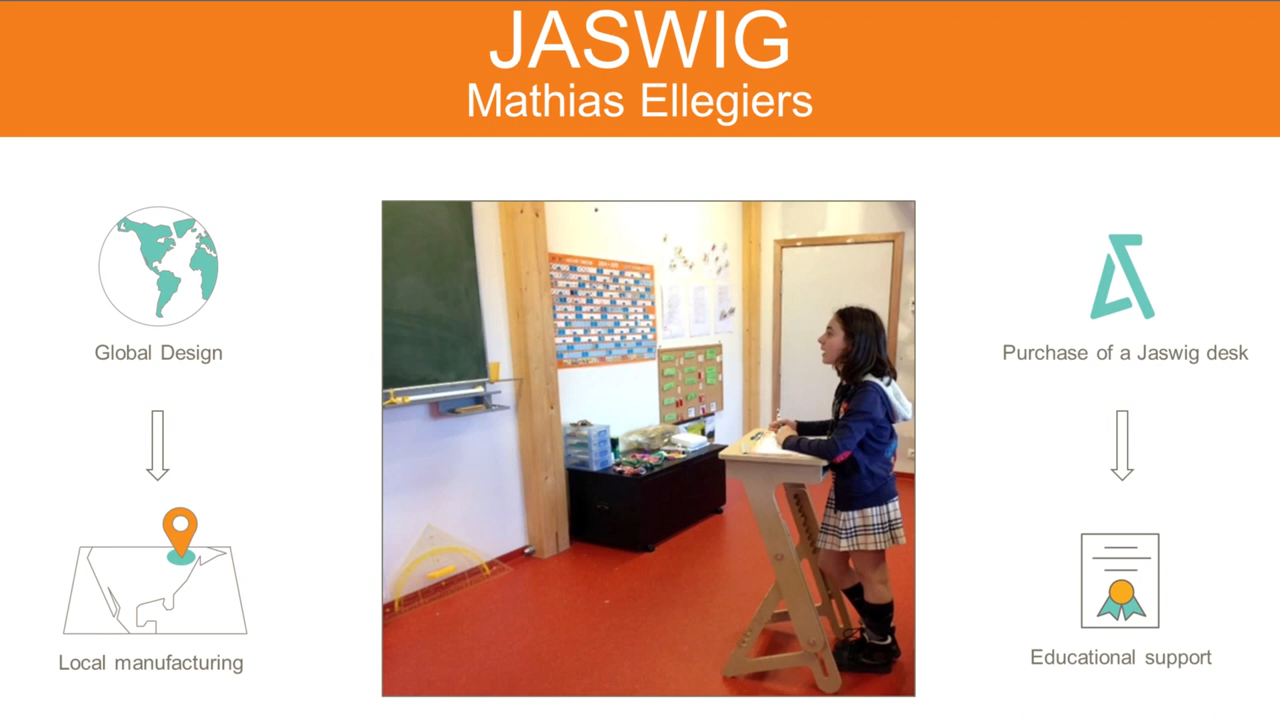 JASWIG
Mathias Ellegiers
Global Design
Purchase of a Jaswig desk
Local manufacturing
Educational support